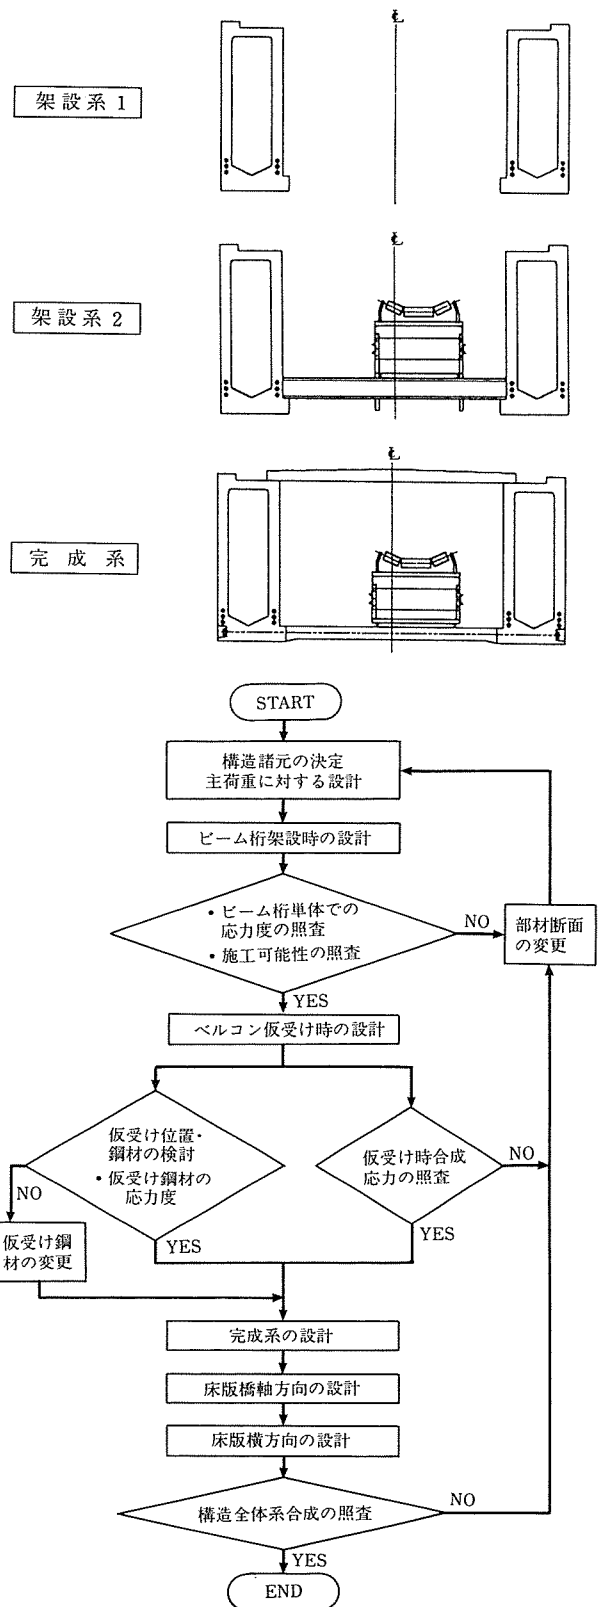 ℄
架設系 1
℄
架設系 2
℄
完成系
START
構造諸元の決定
主荷重に対する設計
ビーム桁架設時の設計
• ビーム桁単体での
応力度の照査
• 施工可能性の照査
NO
部材断面
の変更
YES
ベルコン仮受け時の設計
仮受け位置・
鋼材の検討
• 仮受け鋼材の
応力度
仮受け時合成
応力の照査
NO
NO
YES
YES
仮受け鋼
材の変更
完成系の設計
床版橋軸方向の設計
床版横方向の設計
構造全体系合成の照査
NO
YES
END